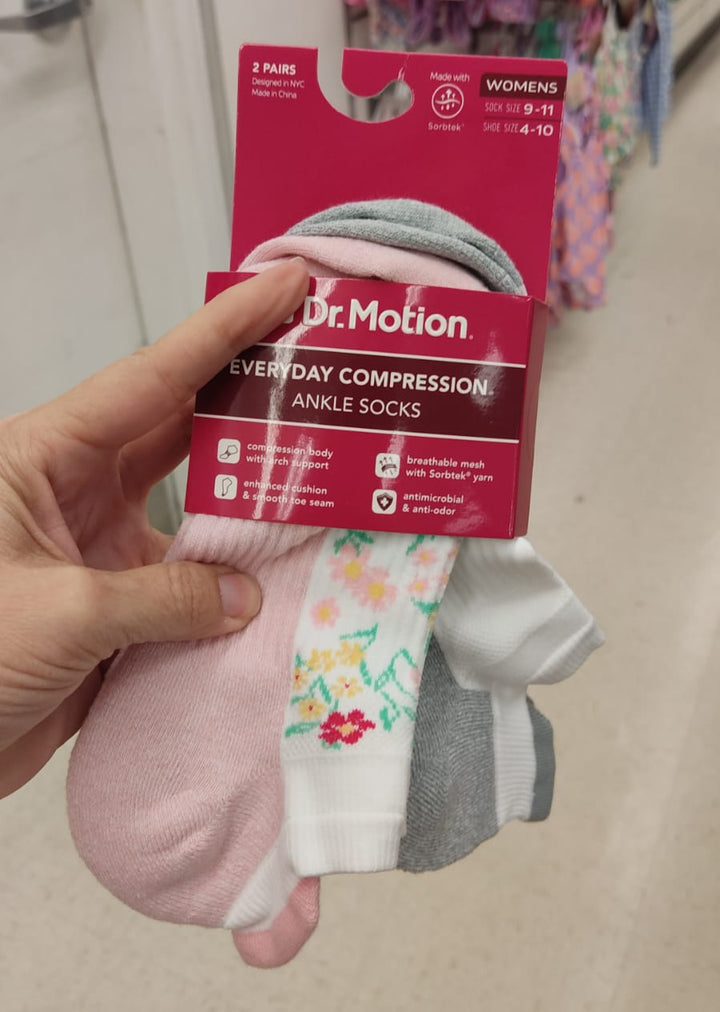 2 PAIRS
Designed in NYC
Made in China
Made with
Sorbtek
WOMENS
SOCK SIZE 9-11
SHOE SIZE 4-10
Dr. Motion
EVERYDAY COMPRESSION
ANKLE SOCKS
compression body
with arch support
breathable mesh
with Sorbtek® yarn
enhanced cushion
& smooth toe seam
antimicrobial
& anti-odor